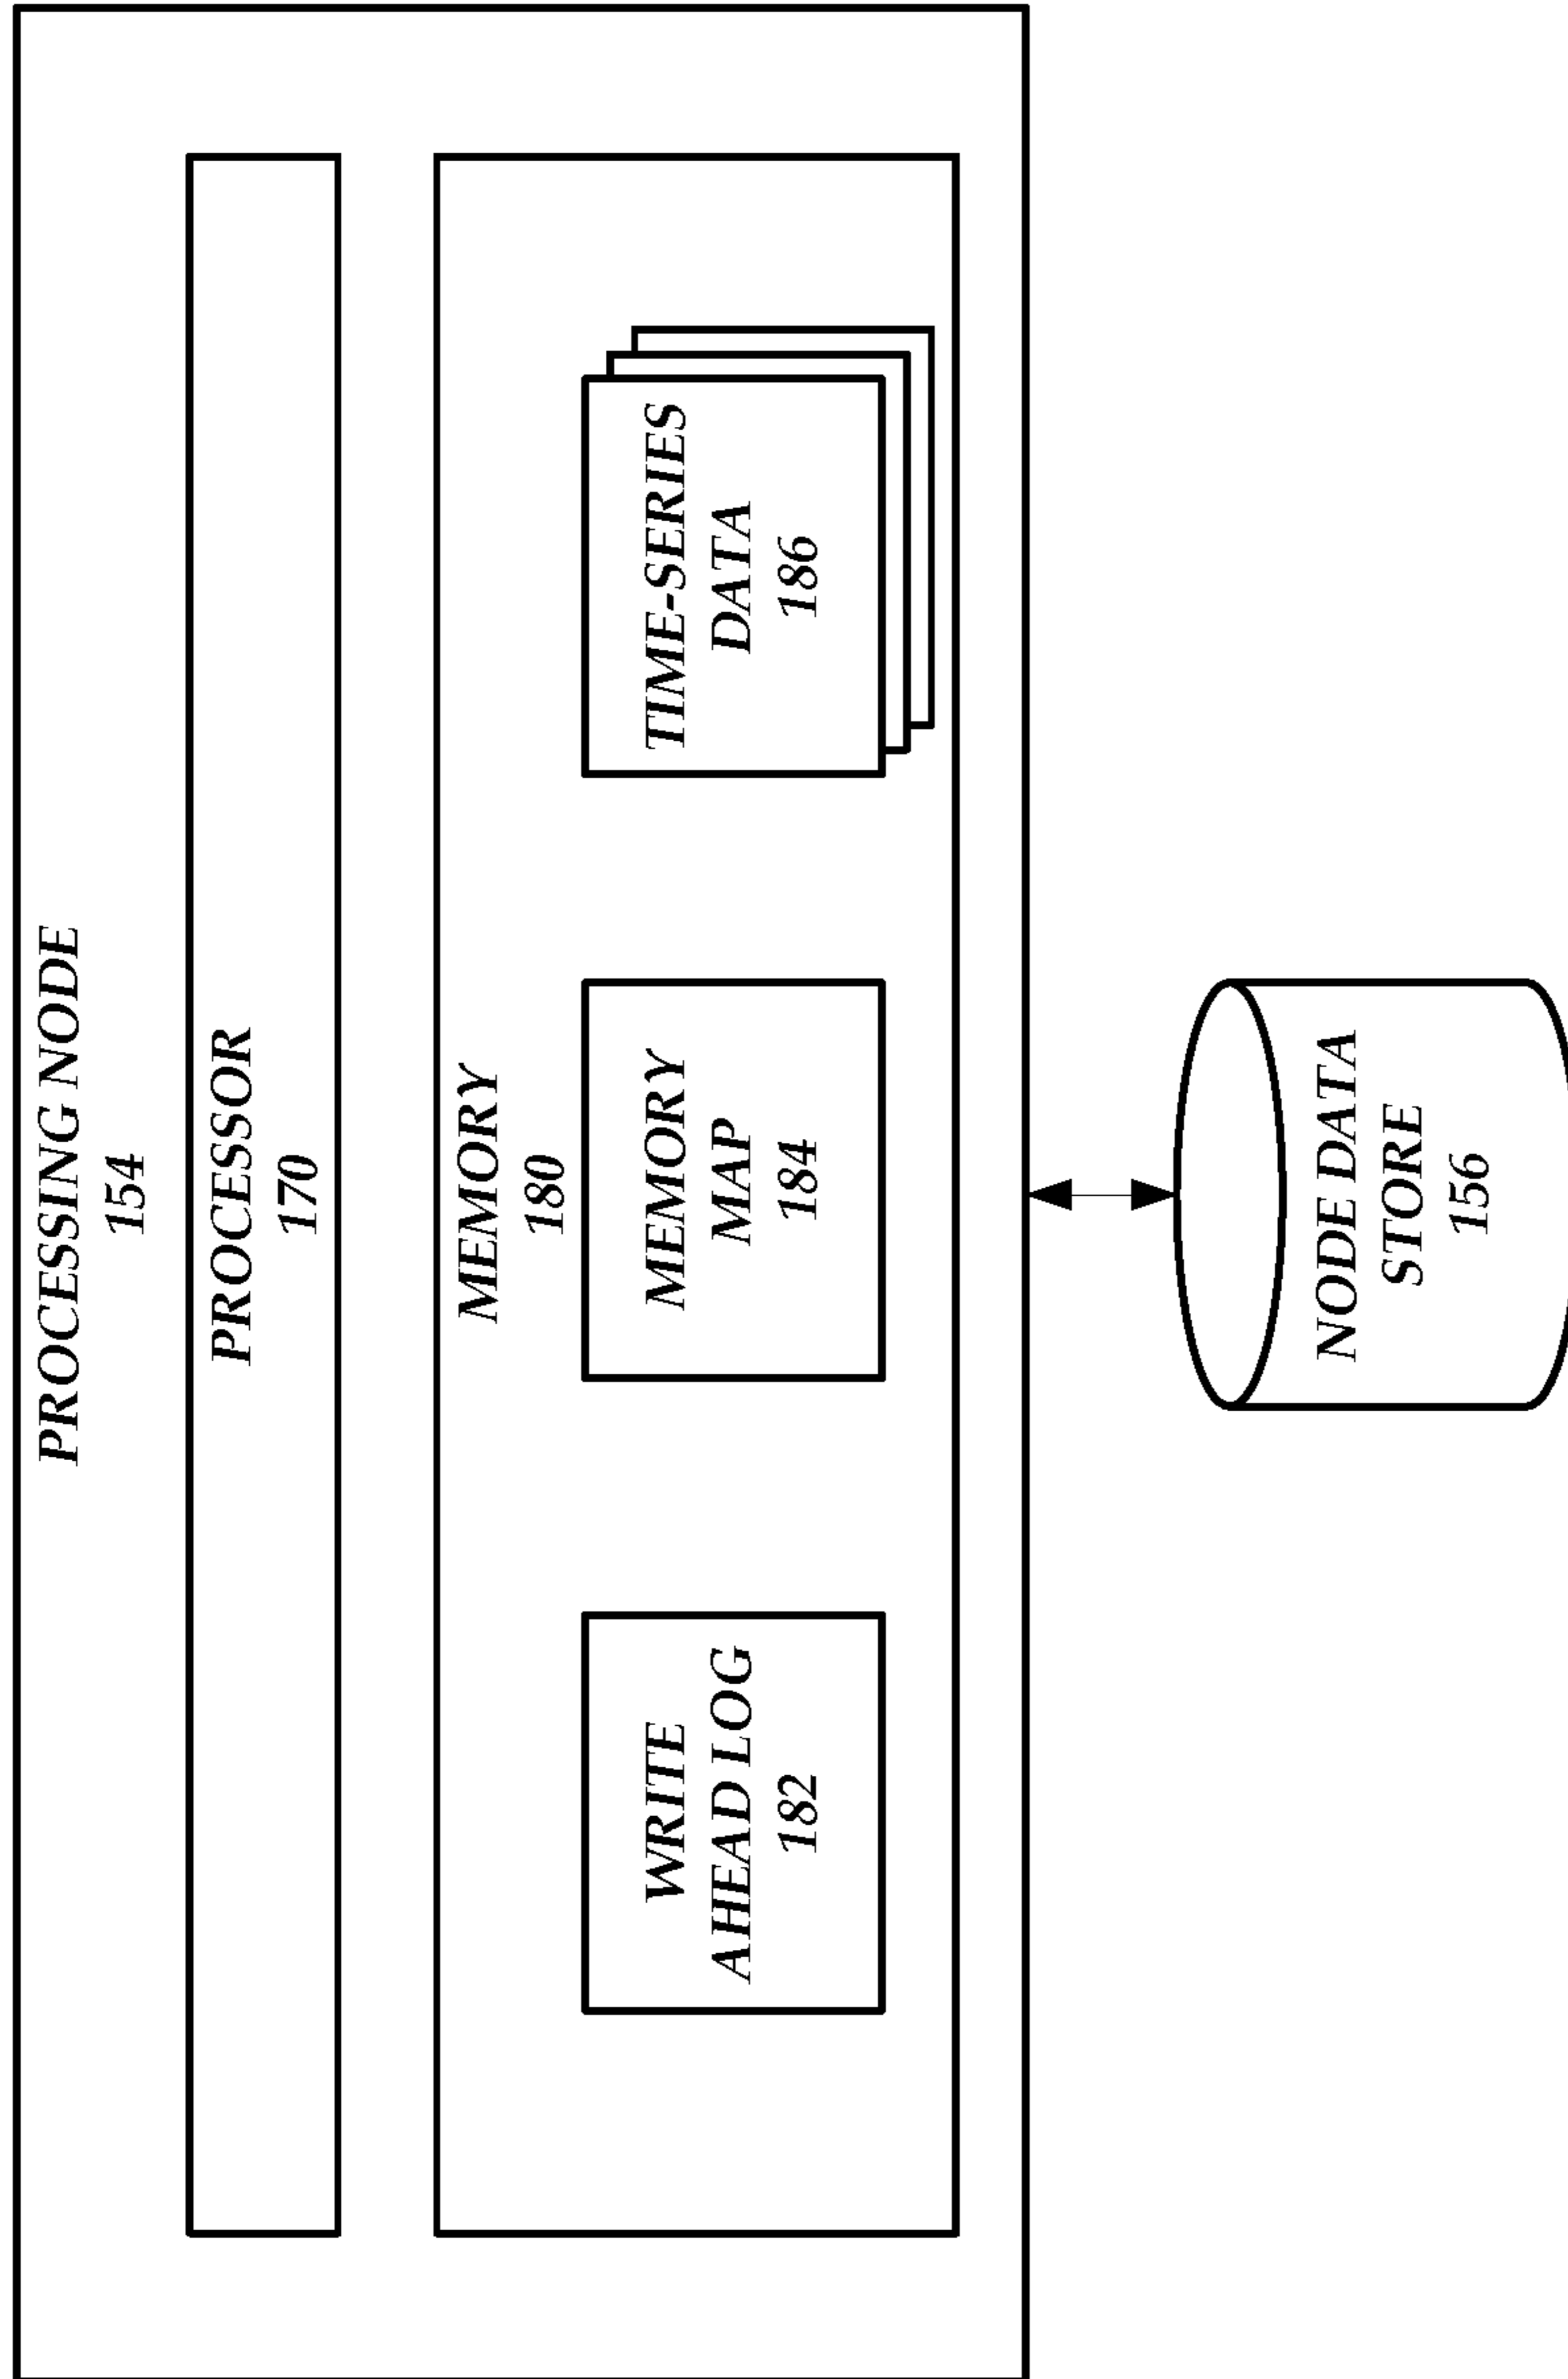 PROCESSING NODE
154
PROCESSOR
170
MEMORY
180
WRITE
AHEAD LOG
182
MEMORY
MAP
184
TIME-SERIES
DATA
186
NODE DATA
STORE
156